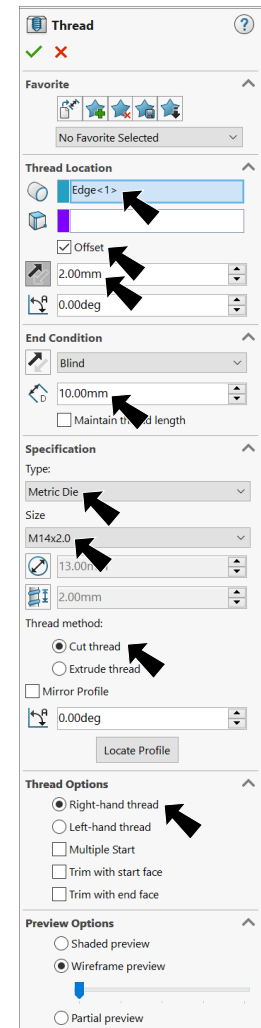 Thread
?
Favorite
No Favorite Selected
Thread Location
Edge<1>
Offset
2.00mm
0.00deg
End Condition
Blind
10.00mm
Maintain length
Specification
Type:
Metric Die
Size
M14x2.0
2.00mm
Thread method:
Cut thread
Extrude thread
Mirror Profile
0.00deg
Locate Profile
Thread Options
Right-hand thread
Left-hand thread
Multiple Start
Trim with start face
Trim with end face
Preview Options
Shaded preview
Wireframe preview
Partial preview